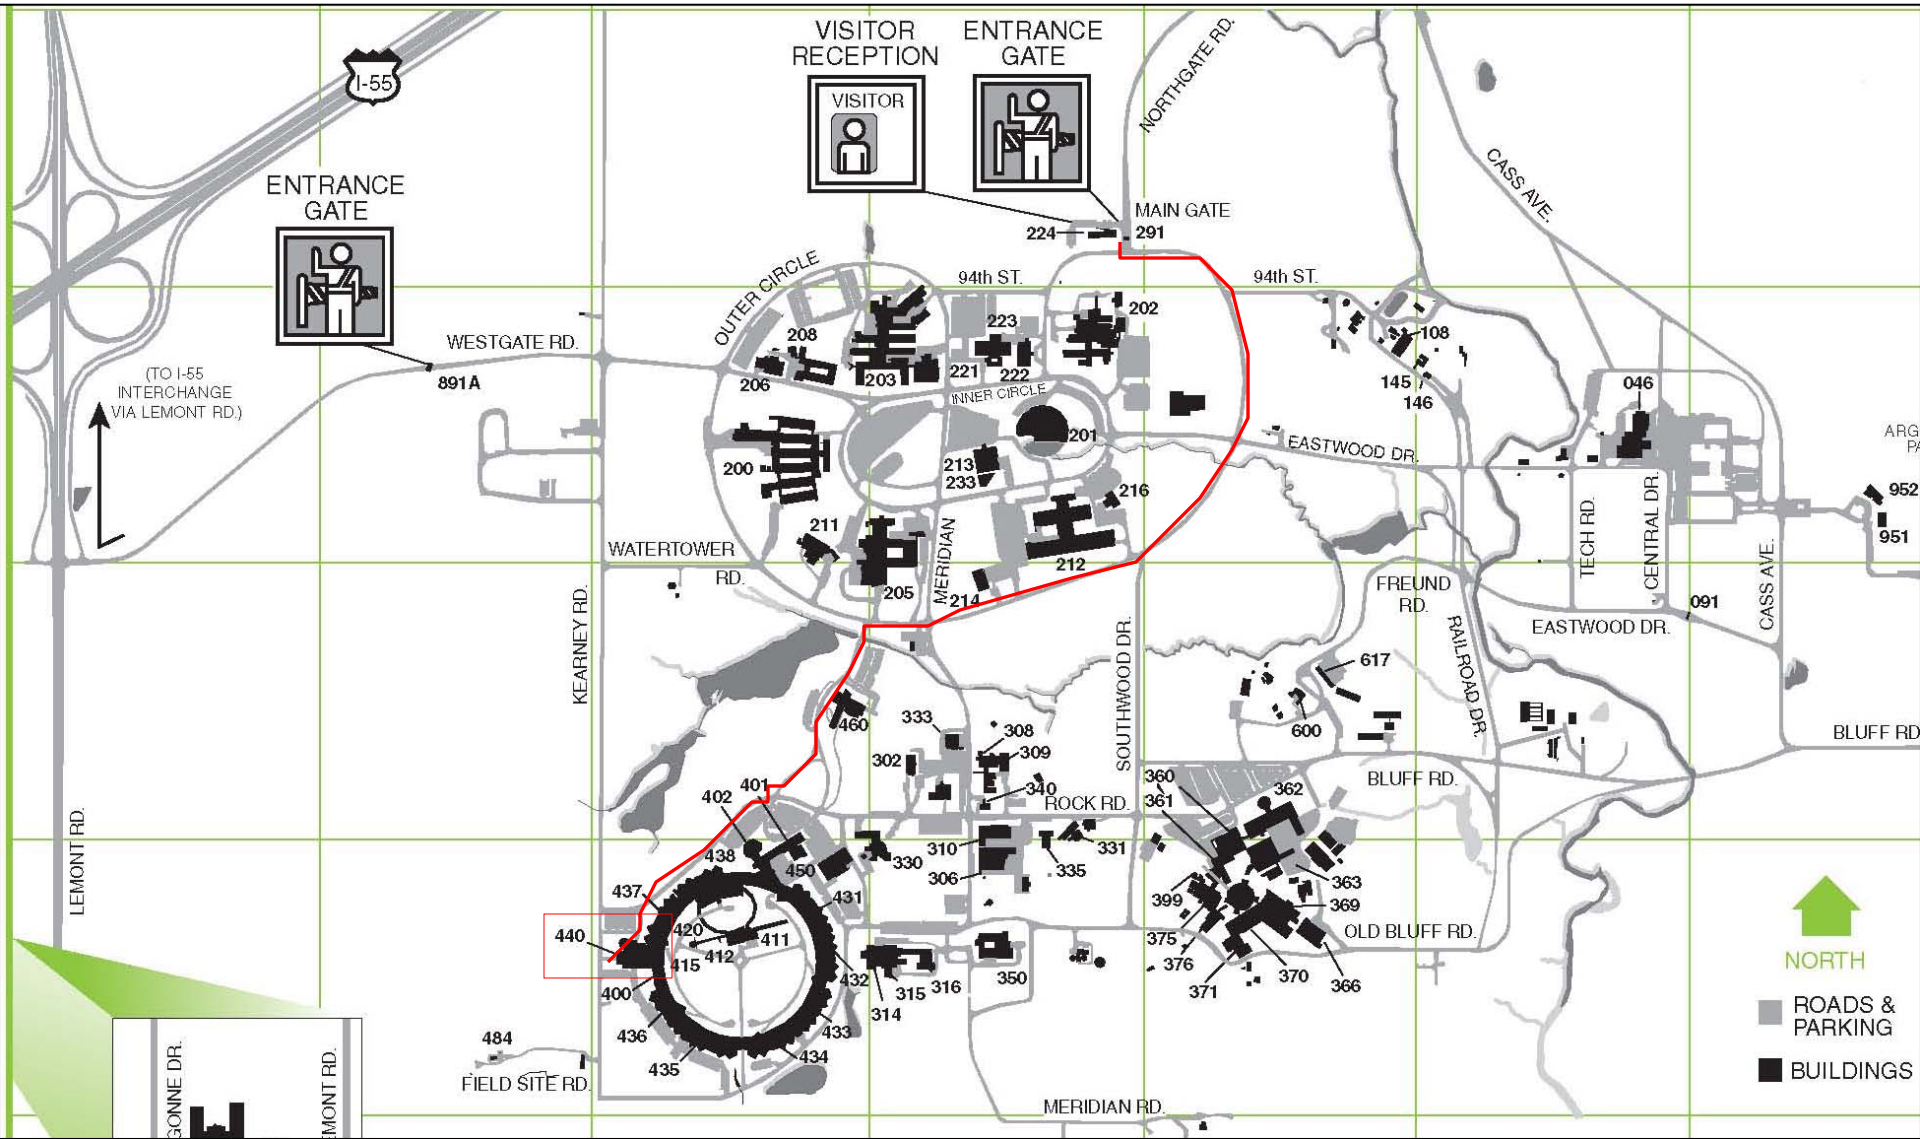 VISITOR
RECEPTION
ENTRANCE
GATE
NORTHGATE RD.
I-55
VISITOR
CASS AVE.
ENTRANCE
GATE
MAIN GATE
224
291
OUTER CIRCLE
94th ST.
94th ST.
202
223
208
WESTGATE RD.
108
(TO I-55
INTERCHANGE
VIA LEMONT RD.)
891A
206
203
221
222
145
146
046
INNER CIRCLE
201
ARG
PA
EASTWOOD DR.
200
213
233
216
952
211
MERIDIAN
TECH RD.
CENTRAL DR.
951
WATERTOWER
RD.
212
205
214
FREUND
RD.
CASS AVE.
091
KEARNEY RD.
EASTWOOD DR.
SOUTHWOOD DR.
RAILROAD DR.
617
460
333
308
600
BLUFF RD
302
309
360
BLUFF RD.
401
402
340
ROCK RD.
361
362
LEMONT RD.
438
450
330
310
331
306
335
363
437
431
399
369
440
420
411
375
OLD BLUFF RD.
415
412
376
NORTH
400
432
315
316
350
371
370
366
314
ROADS &
PARKING
436
433
484
435
434
BUILDINGS
FIELD SITE RD.
GONNE DR.
EMONT RD.
MERIDIAN RD.